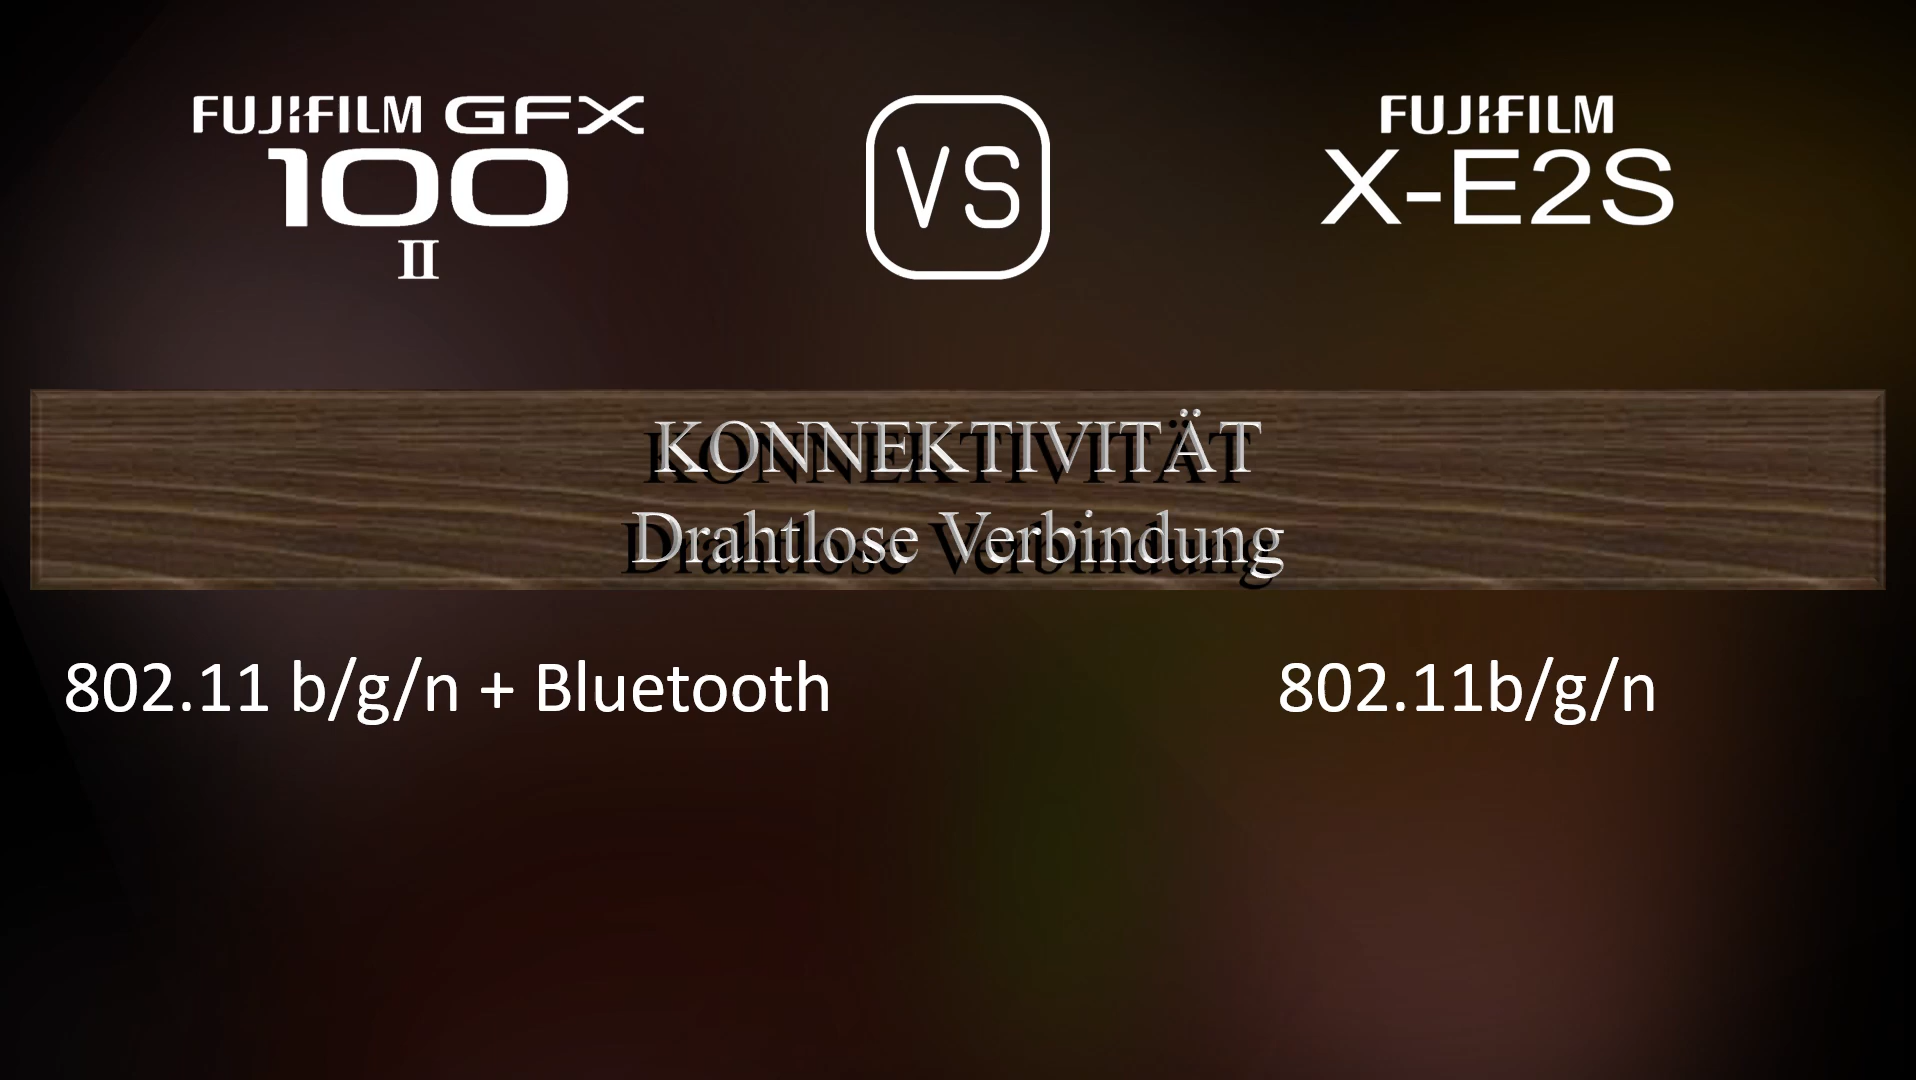 FUJIFILM GFX
100
II
VS
FUJIFILM
X-E2S
KONNEKTIVITÄT
Drahtlose Verbindung
802.11 b/g/n + Bluetooth
802.11b/g/n